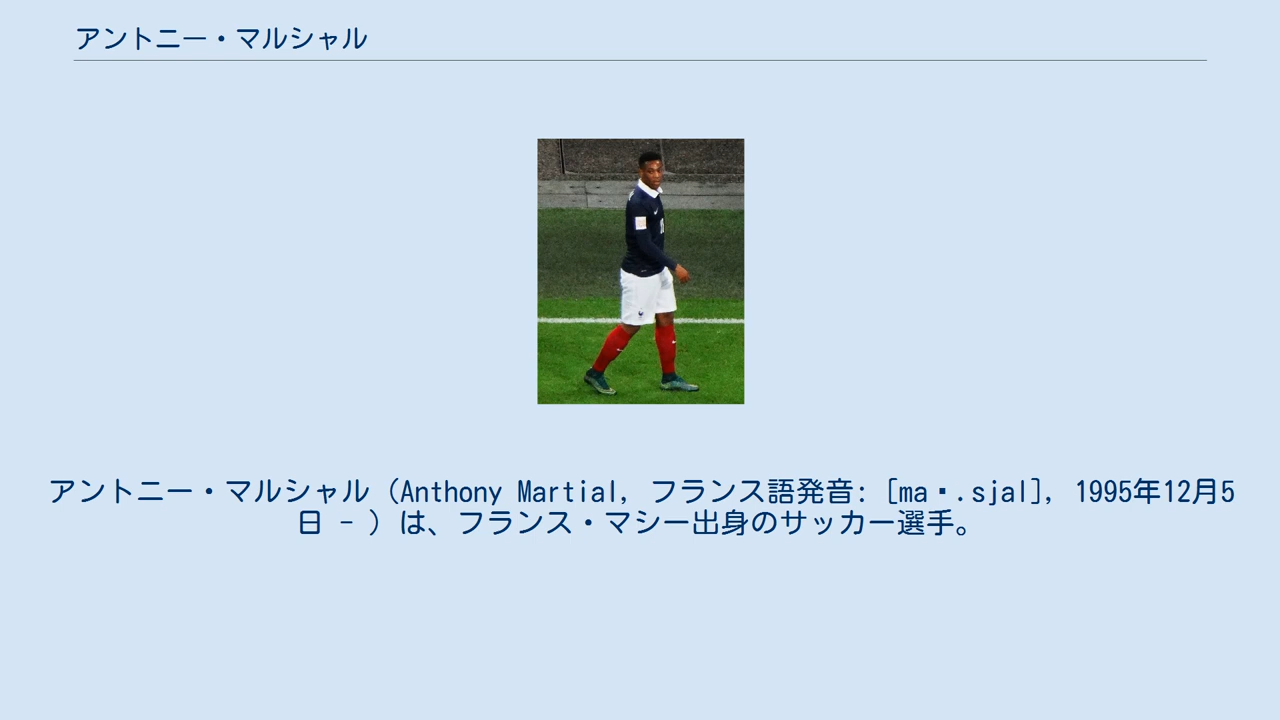 アントニー・マルシャル
アントニー・マルシャル（Anthony Martial, フランス語発音: [ma▪.sjal], 1995年12月5
日 - ）は、フランス・マシー出身のサッカー選手。